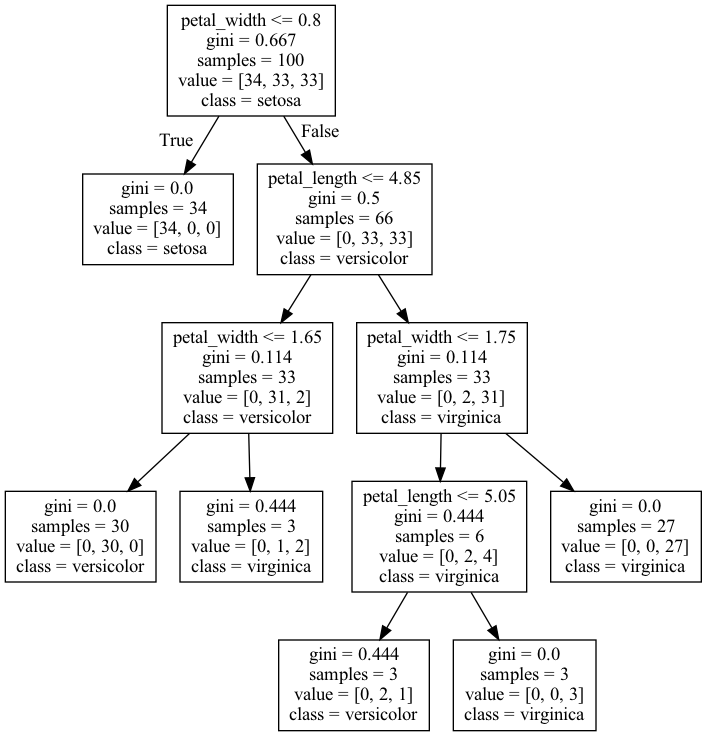 petal_width <= 0.8
gini = 0.667
samples = 100
value = [34, 33, 33]
class = setosa
True
False
gini = 0.0
samples = 34
value = [34, 0, 0]
class = setosa
petal_length <= 4.85
gini = 0.5
samples = 66
value = [0, 33, 33]
class = versicolor
petal_width <= 1.65
gini = 0.114
samples = 33
value = [0, 31, 2]
class = versicolor
petal_width <= 1.75
gini = 0.114
samples = 33
value = [0, 2, 31]
class = virginica
gini = 0.0
samples = 30
value = [0, 30, 0]
class = versicolor
gini = 0.444
samples = 3
value = [0, 1, 2]
class = virginica
petal_length <= 5.05
gini = 0.444
samples = 6
value = [0, 2, 4]
class = virginica
gini = 0.0
samples = 27
value = [0, 0, 27]
class = virginica
gini = 0.444
samples = 3
value = [0, 2, 1]
class = versicolor
gini = 0.0
samples = 3
value = [0, 0, 3]
class = virginica